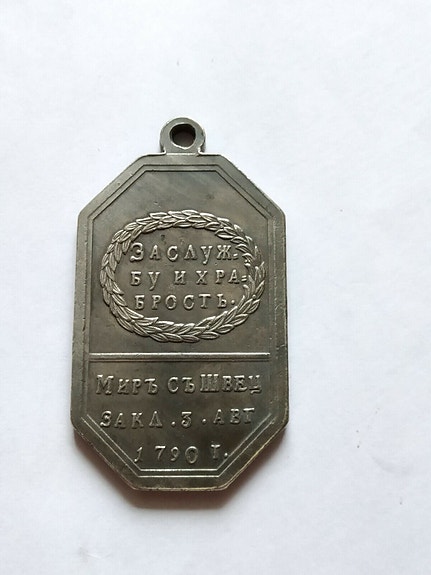 ЗАСЛУЖ=
БУ И ХРА=
БРОСТЬ.
МИРЪ СЪ ШВЕЦ
ЗАКЛ. 3. АВГ
1790 Г.